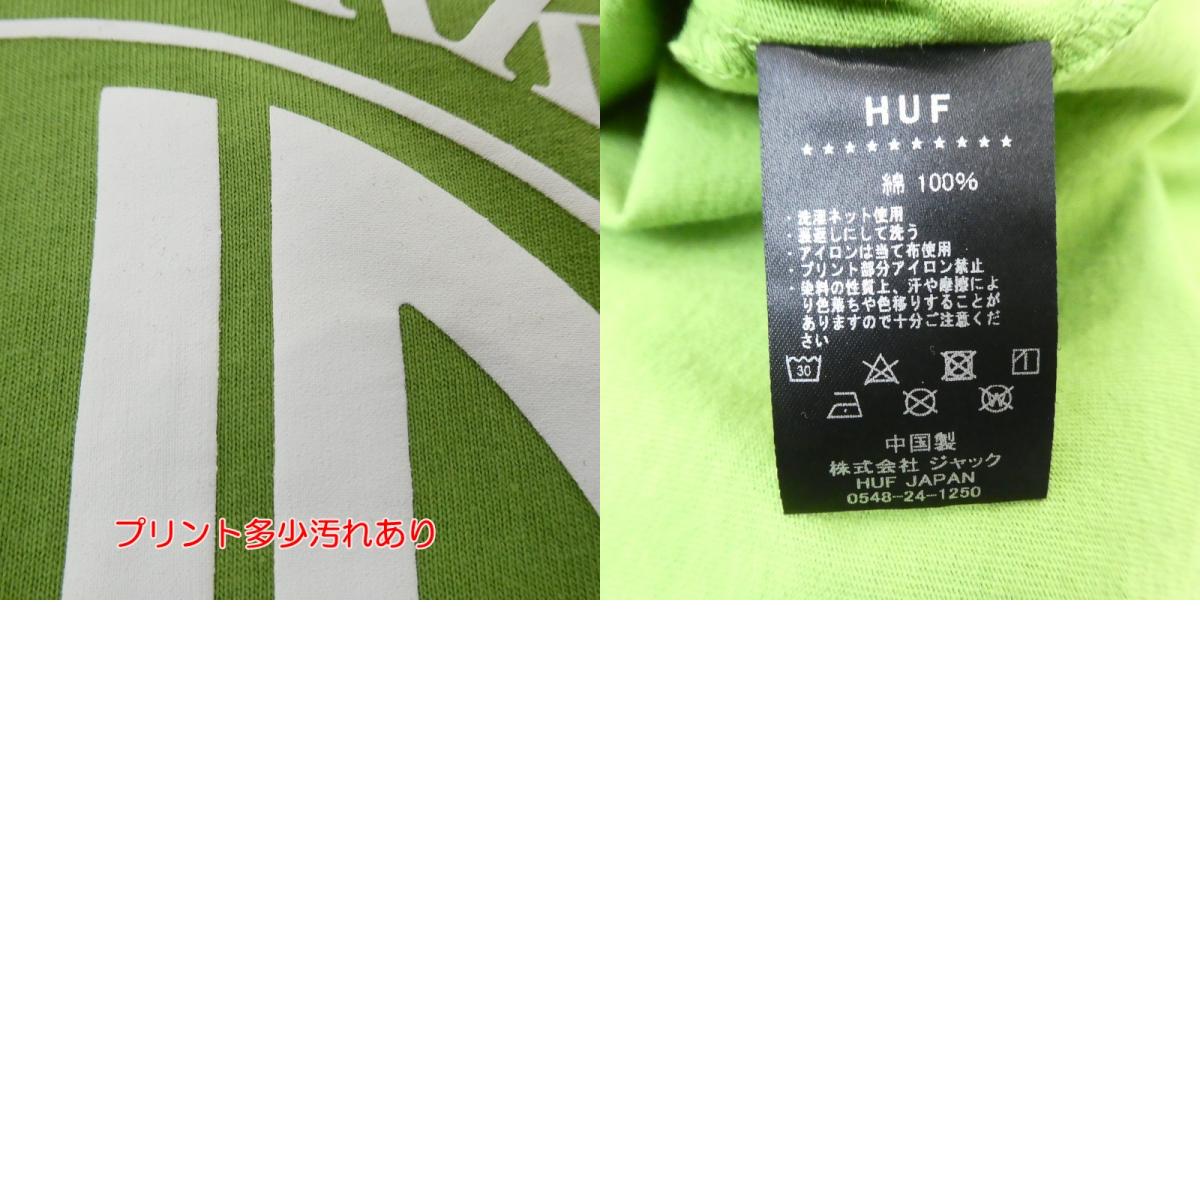 プリント多少汚れあり
HUF
綿 100%
・洗濯ネット使用
・裏返しにして洗う
・アイロンは当て布使用
・プリント部分アイロン禁止
・染料の性質上、汗や摩擦によ
り色落ちや色移りすることが
ありますので十分ご注意くだ
さい
30
W
中国製
株式会社 ジャック
HUF JAPAN
0548-24-1250